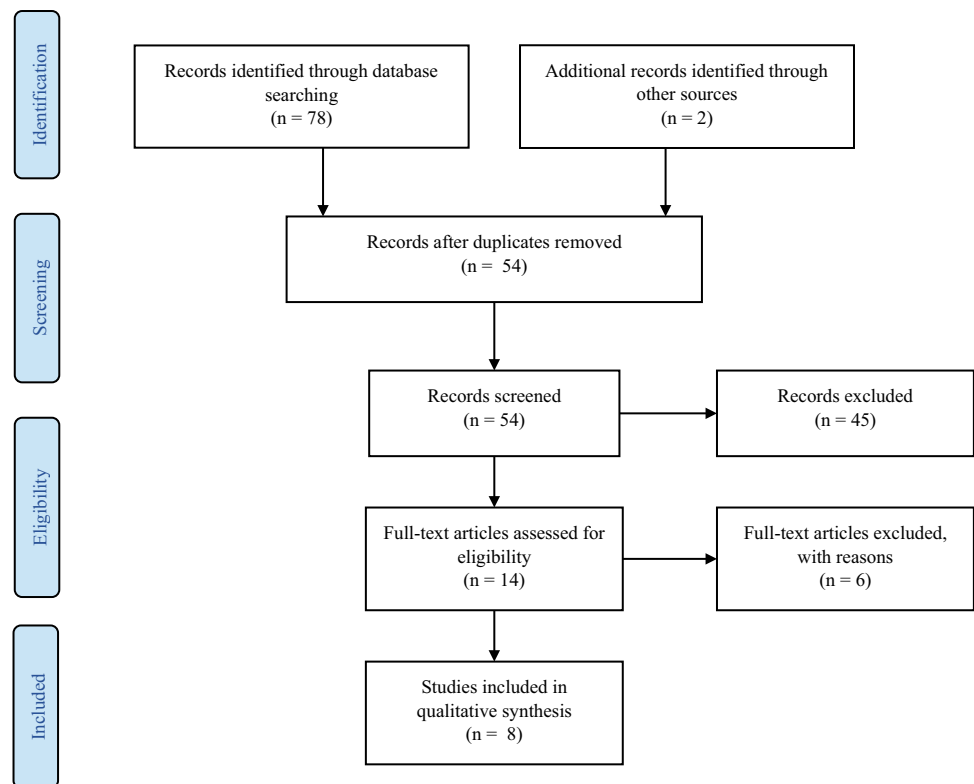 Identification
Records identified through database
searching
(n = 78)
Additional records identified through
other sources
(n = 2)
Screening
Records after duplicates removed
(n = 54)
Records screened
(n = 54)
Records excluded
(n = 45)
Eligibility
Full-text articles assessed for
eligibility
(n = 14)
Full-text articles excluded,
with reasons
(n = 6)
Included
Studies included in
qualitative synthesis
(n = 8)